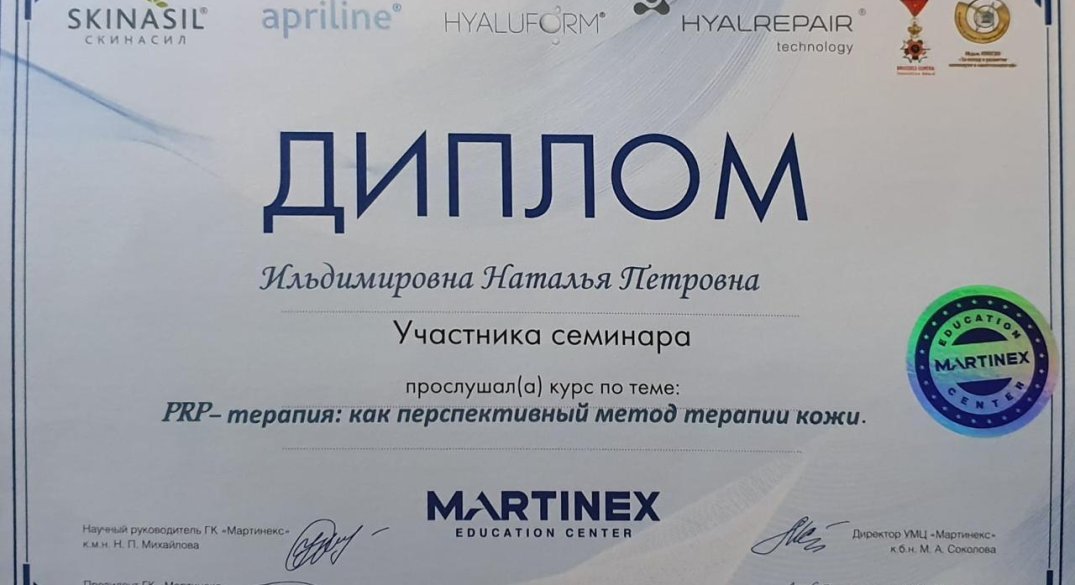 SKINASIL®
СКИНАСИЛ
apriline®
HYALUFORM®
HYALREPAIR®
technology
ДИПЛОМ
Ильдимировна Наталья Петровна
Участника семинара
прослушал(а) курс по теме:
PRP– терапия: как перспективный метод терапии кожи.
EDUCATION
MARTINEX
CENTER
MARTINEX
EDUCATION CENTER
Научный руководитель ГК «Мартинекс»
к.м.н. Н. П. Михайлова
Директор УМЦ «Мартинекс»
к.б.н. М. А. Соколова